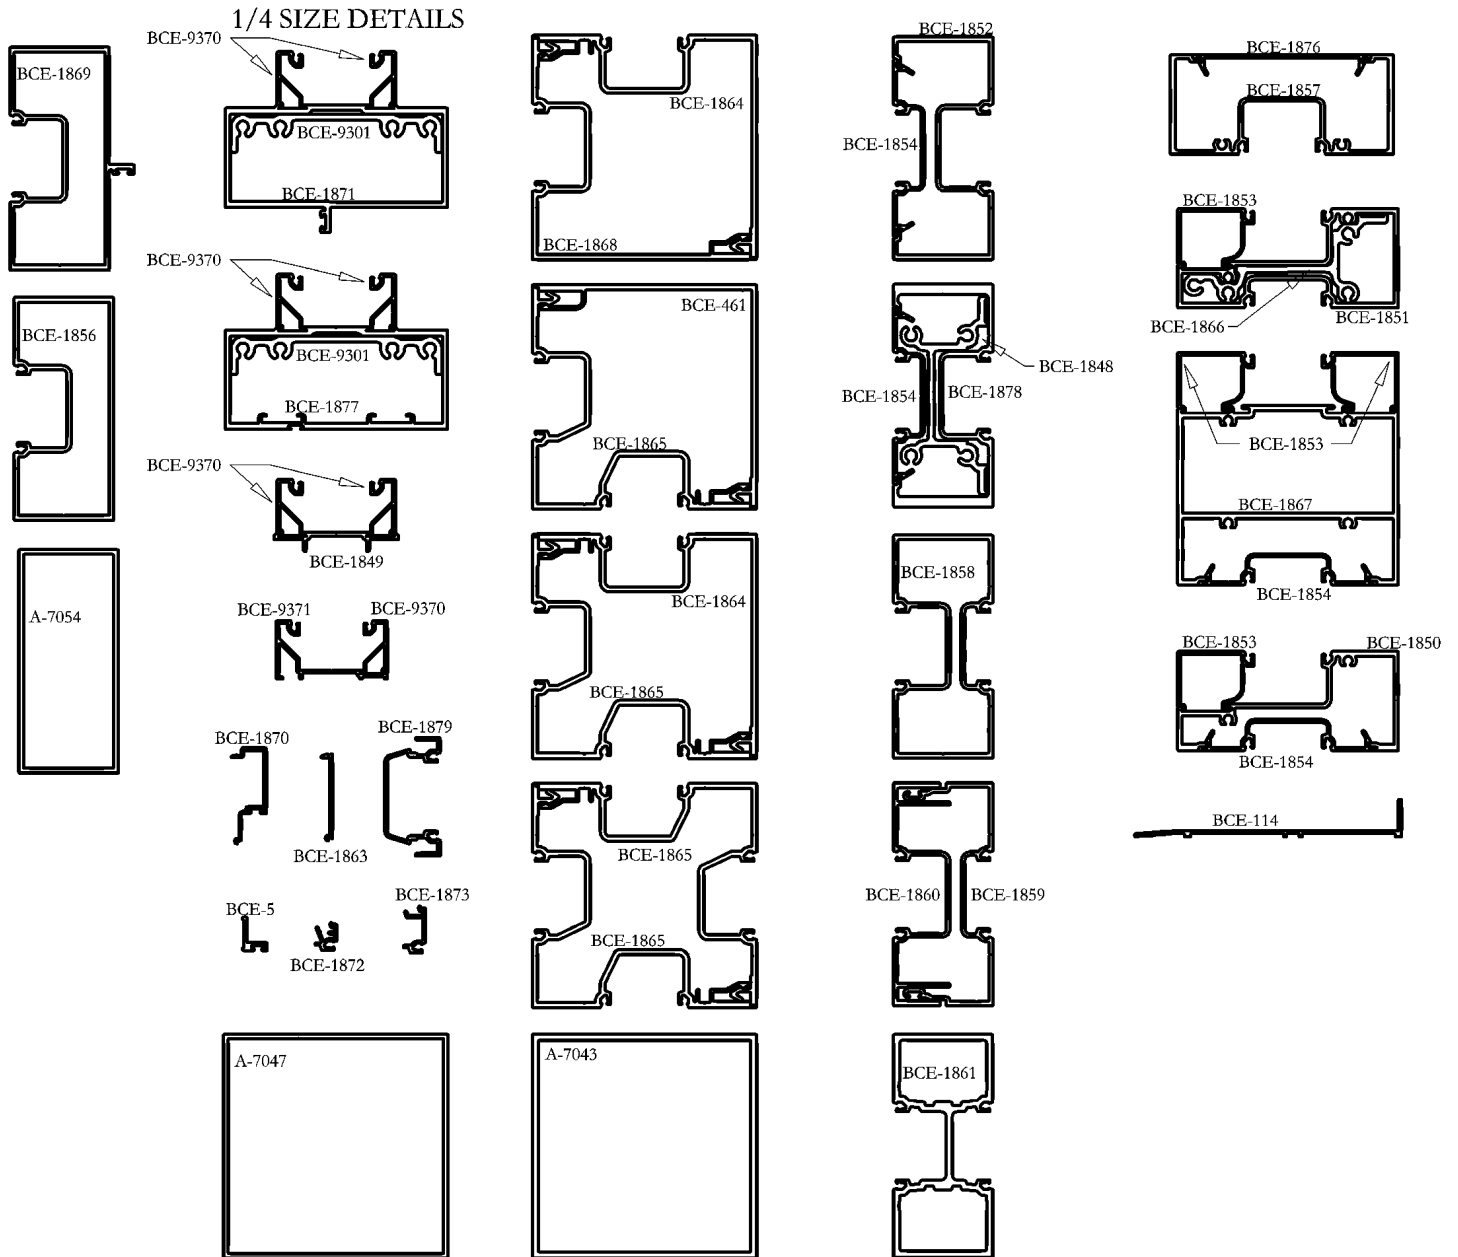 1/4 SIZE DETAILS
BCE-1869
BCE-1856
A-7054
BCE-9370
BCE-9301
BCE-1871
BCE-9370
BCE-9301
BCE-1877
BCE-9370
BCE-1849
BCE-9371
BCE-9370
BCE-1870
BCE-1863
BCE-1879
BCE-5
BCE-1872
BCE-1873
A-7047
BCE-1864
BCE-1868
BCE-461
BCE-1865
BCE-1864
BCE-1865
BCE-1865
BCE-1865
A-7043
BCE-1852
BCE-1854
BCE-1848
BCE-1854
BCE-1878
BCE-1858
BCE-1860
BCE-1859
BCE-1861
BCE-1876
BCE-1857
BCE-1853
BCE-1866
BCE-1851
BCE-1853
BCE-1867
BCE-1854
BCE-1853
BCE-1850
BCE-1854
BCE-114